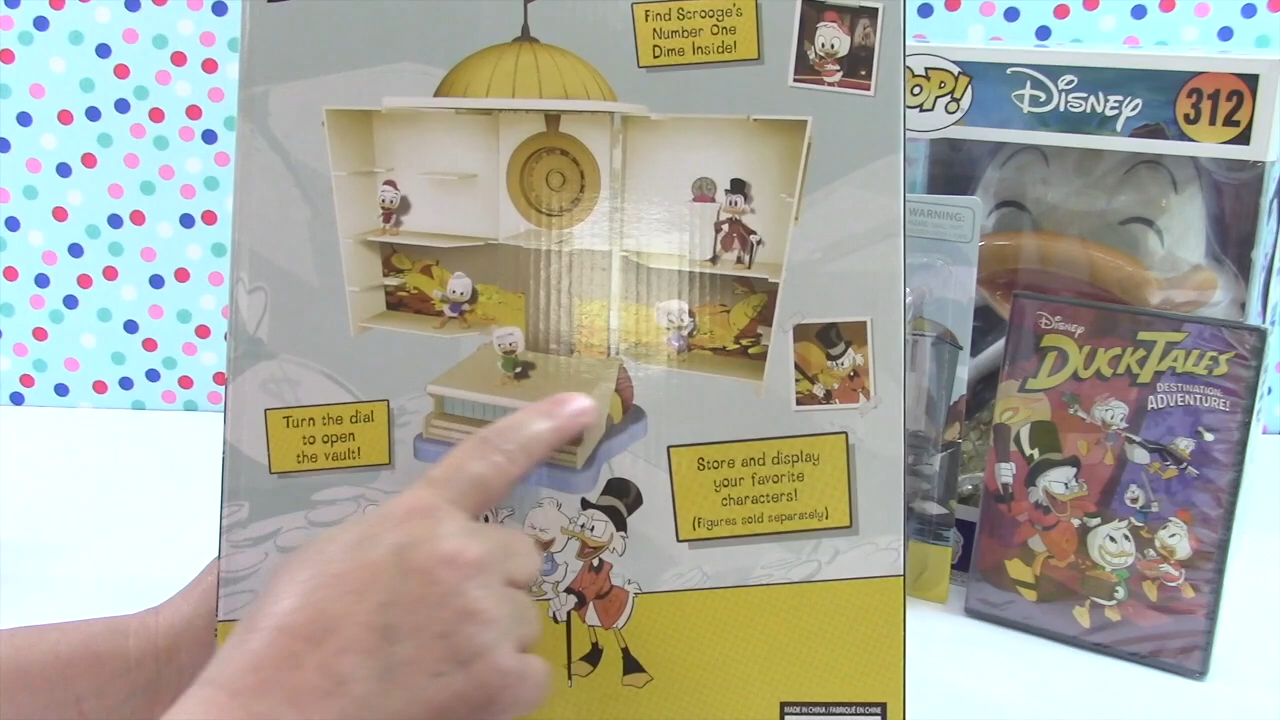 Find Scrooge's
Number One
Dime Inside!
Turn the dial
to open
the vault!
Store and display
your favorite
characters!
(Figures sold separately)
MADE IN CHINA / FABRIQUÉ EN CHINE
OP!
Disney
312
WARNING:
Disney
DUCKTALES
DESTINATION:
ADVENTURE!